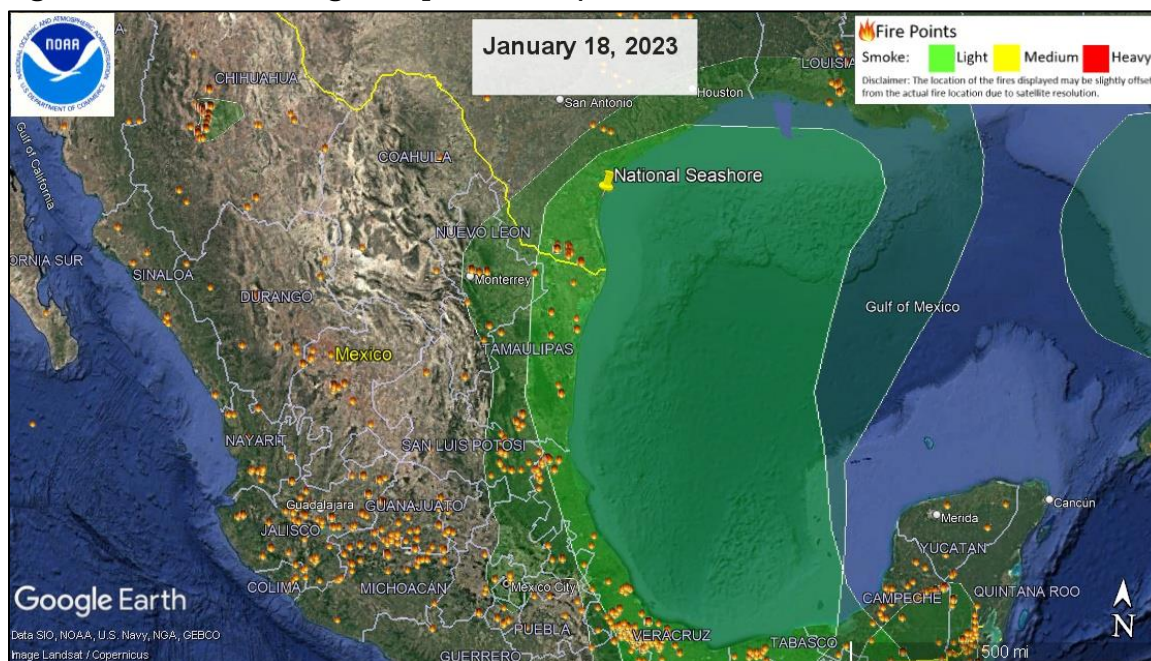 NOAA
NATIONAL OCEANIC AND ATMOSPHERIC ADMINISTRATION
U.S. DEPARTMENT OF COMMERCE
January 18, 2023
Fire Points
Smoke: Light Medium Heavy
Disclaimer: The location of the fires displayed may be slightly offset
from the actual fire location due to satellite resolution.
CHIHUAHUA
LOUISIA
San Antonio
Houston
Gulf of California
COAHUILA
National Seashore
NUEVO LEON
ORNIA SUR
SINALOA
Monterrey
DURANGO
Gulf of Mexico
Mexico
TAMAULIPAS
NAYARIT
SAN LUIS POTOSI
Guadalajara
GUANAJUATO
Cancún
Merida
JALISCO
YUCATAN
COLIMA
MICHOACÁN
Mexico City
CAMPECHE
QUINTANA ROO
Google Earth
PUEBLA
VERACRUZ
TABASCO
N
Data SIO, NOAA, U.S. Navy, NGA, GEBCO
Image Landsat / Copernicus
GUERRERO
500 mi